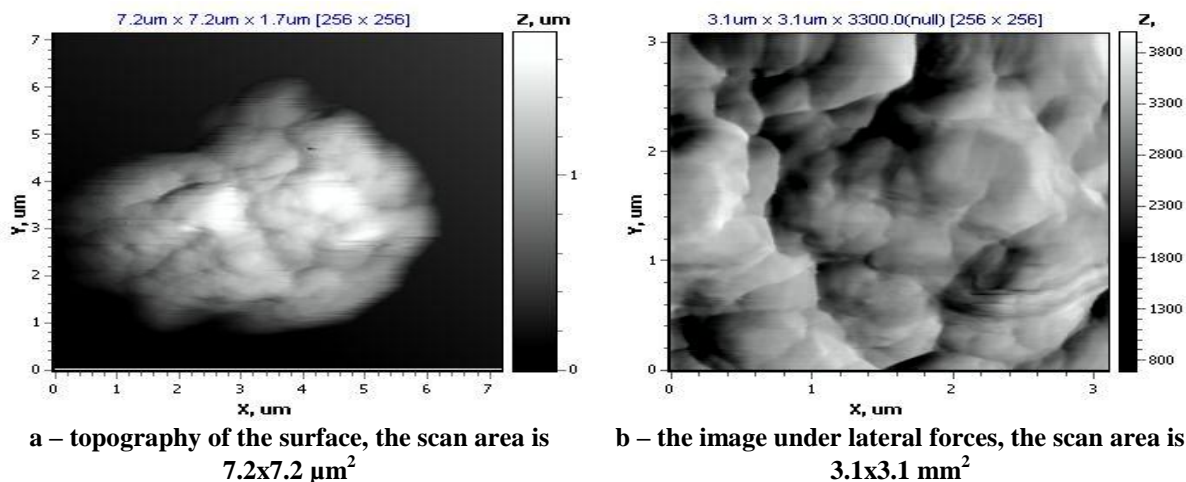 7.2um x 7.2um x 1.7um [256 x 256]
Z, um
7
6
5
4
3
2
1
0
Y, um
0 1 2 3 4 5 6 7
X, um
1
0
3.1um x 3.1um x 3300.0(null) [256 x 256]
Z,
3
2
1
0
Y, um
0 1 2 3
X, um
3800
3300
2800
2300
1800
1300
800
a – topography of the surface, the scan area is
7.2x7.2 µm²
b – the image under lateral forces, the scan area is
3.1x3.1 mm²